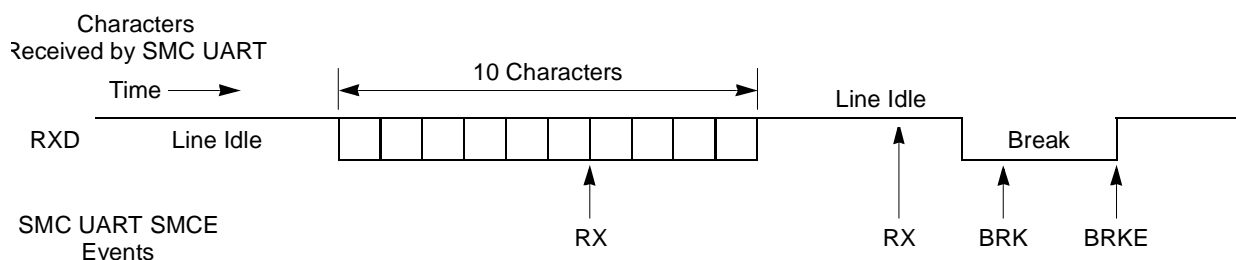 Characters
Received by SMC UART
10 Characters
Time
Line Idle
RXD
Line Idle
Break
SMC UART SMCE
Events
RX
RX
BRK
BRKE